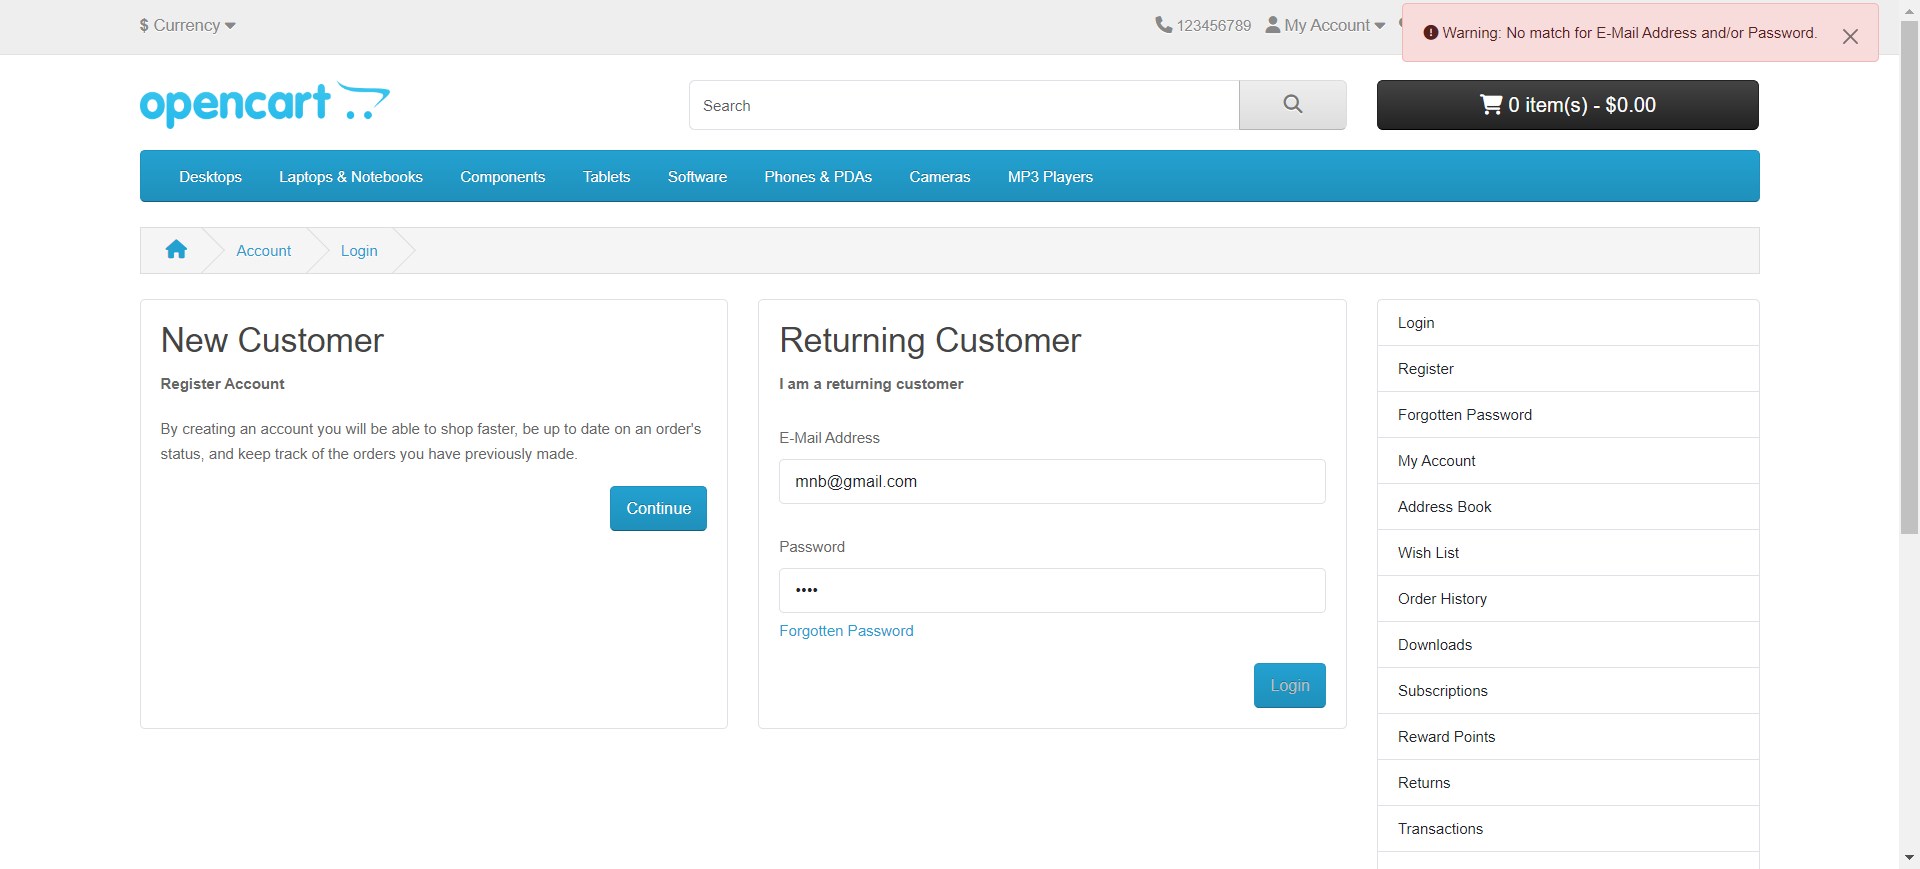 $ Currency
123456789
My Account
Warning: No match for E-Mail Address and/or Password.
opencart
Search
0 item(s) - $0.00
Desktops
Laptops & Notebooks
Components
Tablets
Software
Phones & PDAs
Cameras
MP3 Players
Account
Login
New Customer
Register Account
By creating an account you will be able to shop faster, be up to date on an order's
status, and keep track of the orders you have previously made.
Continue
Returning Customer
I am a returning customer
E-Mail Address
mnb@gmail.com
Password
••••
Forgotten Password
Login
Login
Register
Forgotten Password
My Account
Address Book
Wish List
Order History
Downloads
Subscriptions
Reward Points
Returns
Transactions